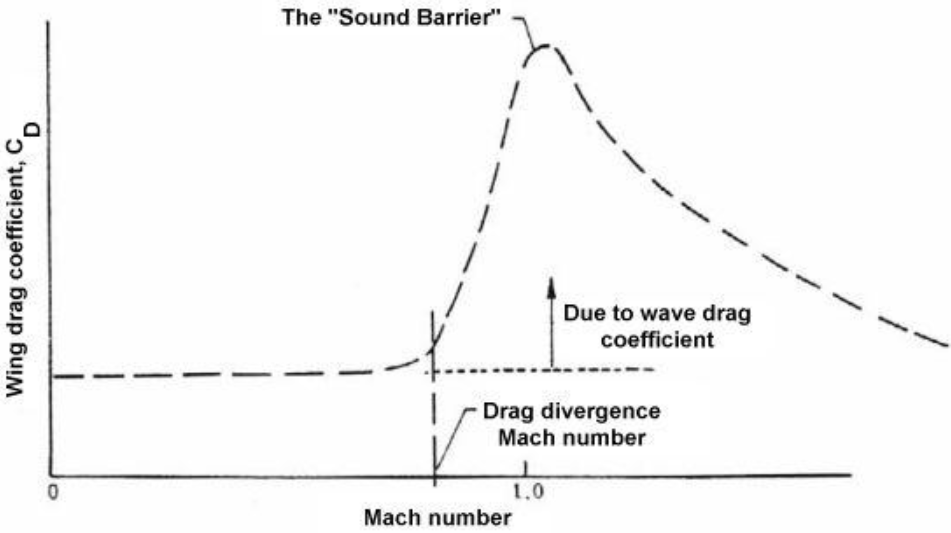 The "Sound Barrier"
Wing drag coefficient, CD
Due to wave drag
coefficient
Drag divergence
Mach number
0
1.0
Mach number